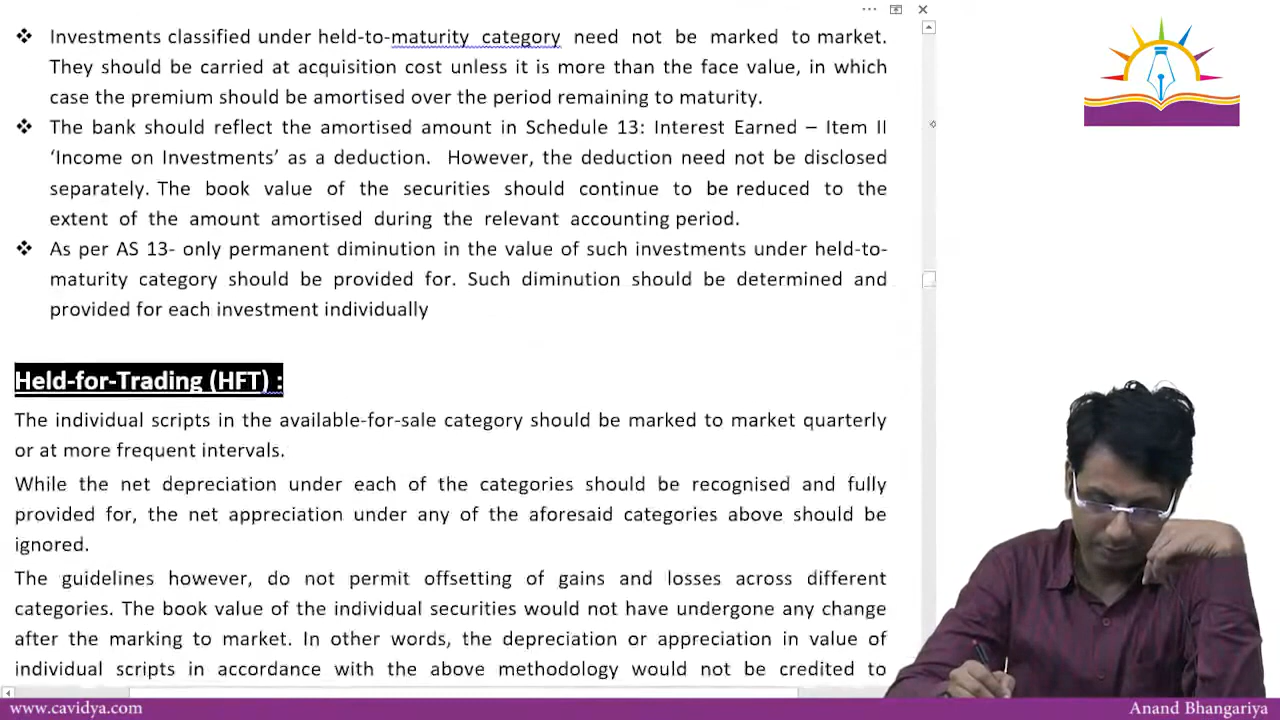 ❖ Investments classified under held-to-maturity category need not be marked to market.
They should be carried at acquisition cost unless it is more than the face value, in which
case the premium should be amortised over the period remaining to maturity.
❖ The bank should reflect the amortised amount in Schedule 13: Interest Earned – Item II
‘Income on Investments’ as a deduction. However, the deduction need not be disclosed
separately. The book value of the securities should continue to be reduced to the
extent of the amount amortised during the relevant accounting period.
❖ As per AS 13- only permanent diminution in the value of such investments under held-to-
maturity category should be provided for. Such diminution should be determined and
provided for each investment individually
Held-for-Trading (HFT) :
The individual scripts in the available-for-sale category should be marked to market quarterly
or at more frequent intervals.
While the net depreciation under each of the categories should be recognised and fully
provided for, the net appreciation under any of the aforesaid categories above should be
ignored.
The guidelines however, do not permit offsetting of gains and losses across different
categories. The book value of the individual securities would not have undergone any change
after the marking to market. In other words, the depreciation or appreciation in value of
individual scripts in accordance with the above methodology would not be credited to
www.cavidya.com
Anand Bhangariya